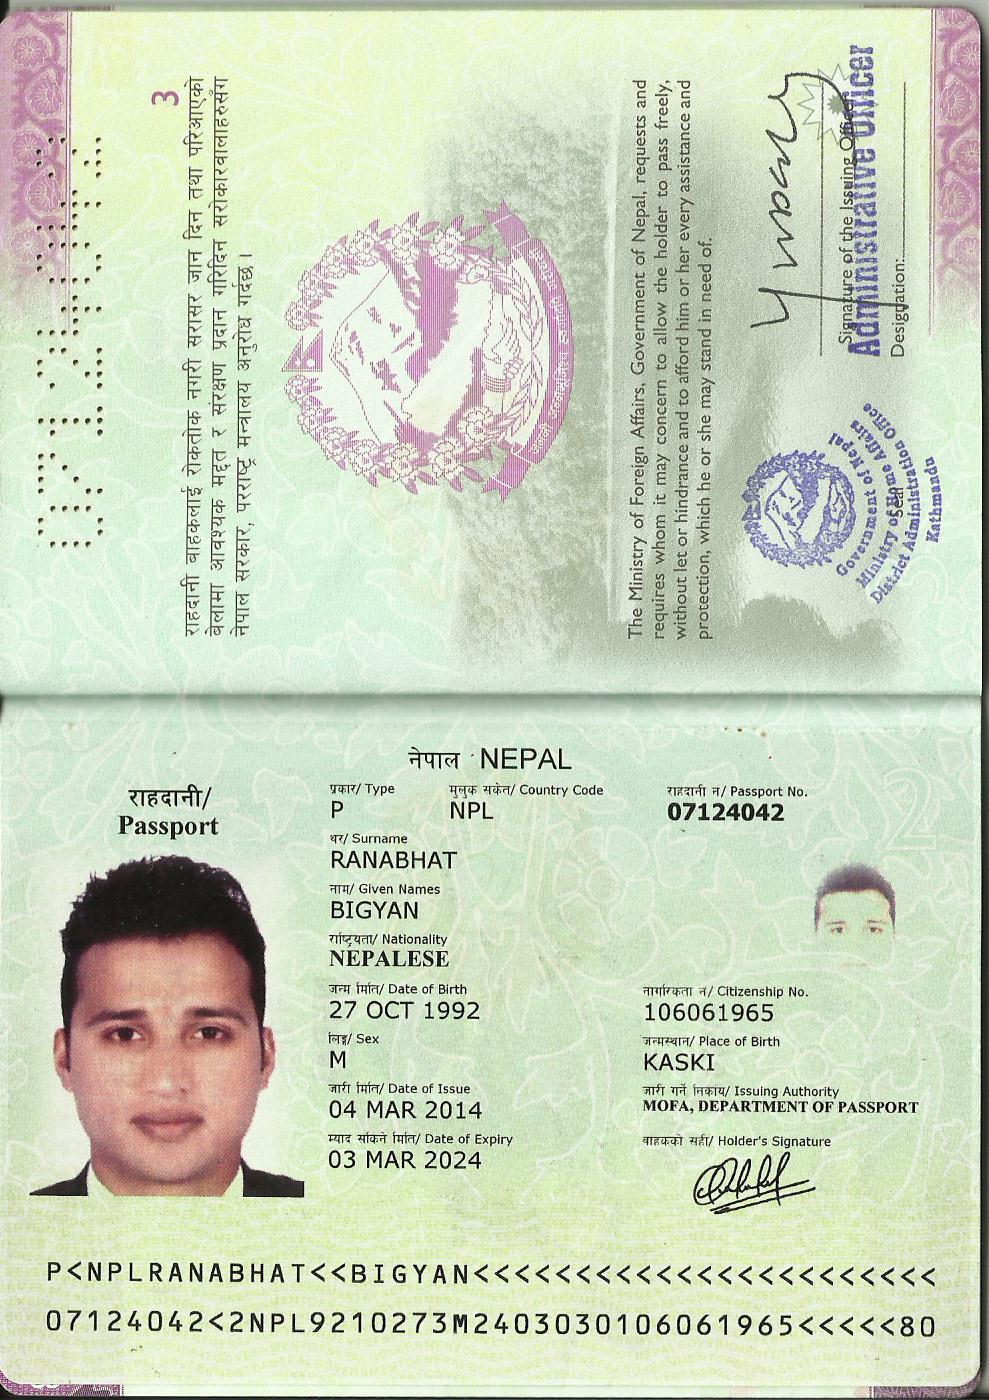 3
राहदानी बाहकलाई रोकतोक नगरी सरासर जान दिन तथा परिआएको
बेलामा आवश्यक मद्दत र संरक्षण प्रदान गरिदिन सरोकारवालाहरुसँग
नेपाल सरकार, परराष्ट्र मन्त्रालय अनुरोध गर्दछ ।
The Ministry of Foreign Affairs, Government of Nepal, requests and
requires whom it may concern to allow the holder to pass freely,
without let or hindrance and to afford him or her every assistance and
protection, which he or she may stand in need of.
Signature of the Issuing Officer
Administrative Officer
Designation:
Government of Nepal
Ministry of Home Affairs
Seal
District Administration Office
Kathmandu
नेपाल NEPAL
राहदानी/
Passport
प्रकार/ Type मुलुक संकेत/ Country Code राहदानी नं/ Passport No.
P NPL 07124042
थर/ Surname
RANABHAT
नाम/ Given Names
BIGYAN
राष्ट्रियता/ Nationality
NEPALESE
जन्म मिति/ Date of Birth नागरिकता नं/ Citizenship No.
27 OCT 1992 106061965
लिङ्ग/ Sex जन्मस्थान/ Place of Birth
M KASKI
जारी मिति/ Date of Issue जारी गर्ने निकाय/ Issuing Authority
04 MAR 2014 MOFA, DEPARTMENT OF PASSPORT
म्याद सकिने मिति/ Date of Expiry वाहकको सही/ Holder's Signature
03 MAR 2024
P<NPLRANABHAT<<BIGYAN<<<<<<<<<<<<<<<<<<<<<<<
07124042<2NPL9210273M2403030106061965<<<<<80